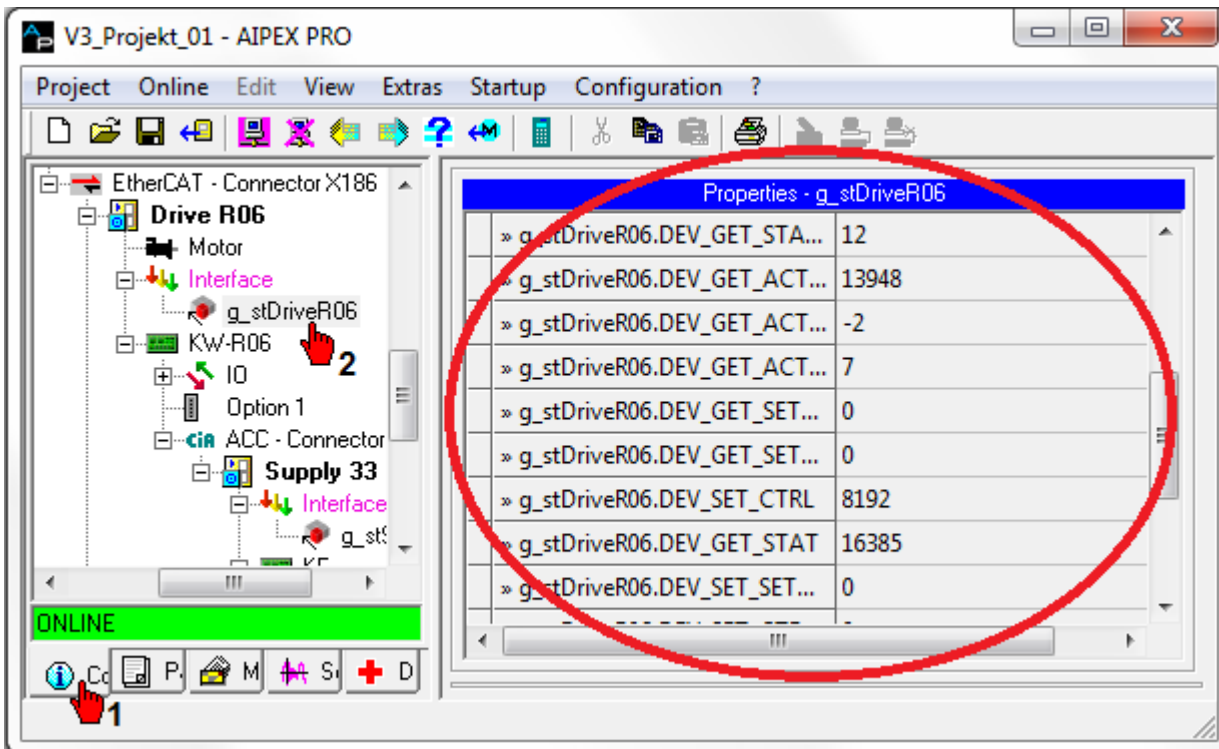 V3_Projekt_01 - AIPEX PRO
Project Online Edit View Extras Startup Configuration ?
EtherCAT - Connector X186
Drive R06
Motor
Interface
g_stDriveR06
2
KW-R06
IO
Option 1
CiA ACC - Connector
Supply 33
Interface
g_st
ONLINE
P M S D
1
Properties - g_stDriveR06
» g_stDriveR06.DEV_GET_STA... 12
» g_stDriveR06.DEV_GET_ACT... 13948
» g_stDriveR06.DEV_GET_ACT... -2
» g_stDriveR06.DEV_GET_ACT... 7
» g_stDriveR06.DEV_GET_SET... 0
» g_stDriveR06.DEV_GET_SET... 0
» g_stDriveR06.DEV_SET_CTRL 8192
» g_stDriveR06.DEV_GET_STAT 16385
» g_stDriveR06.DEV_SET_SET... 0